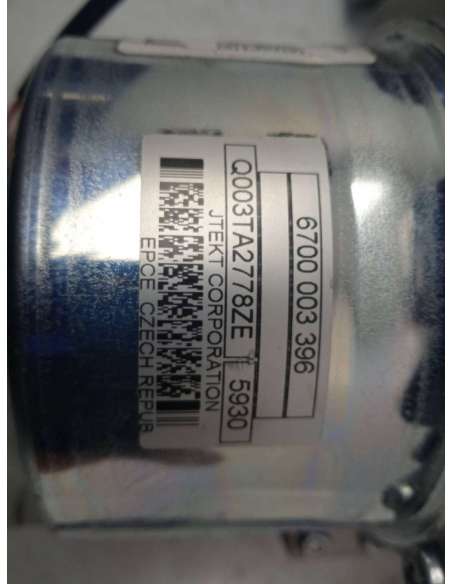 6700 003 396
Q003TA2778ZE 5930
JTEKT CORPORATION
EPCE CZECH REPUB